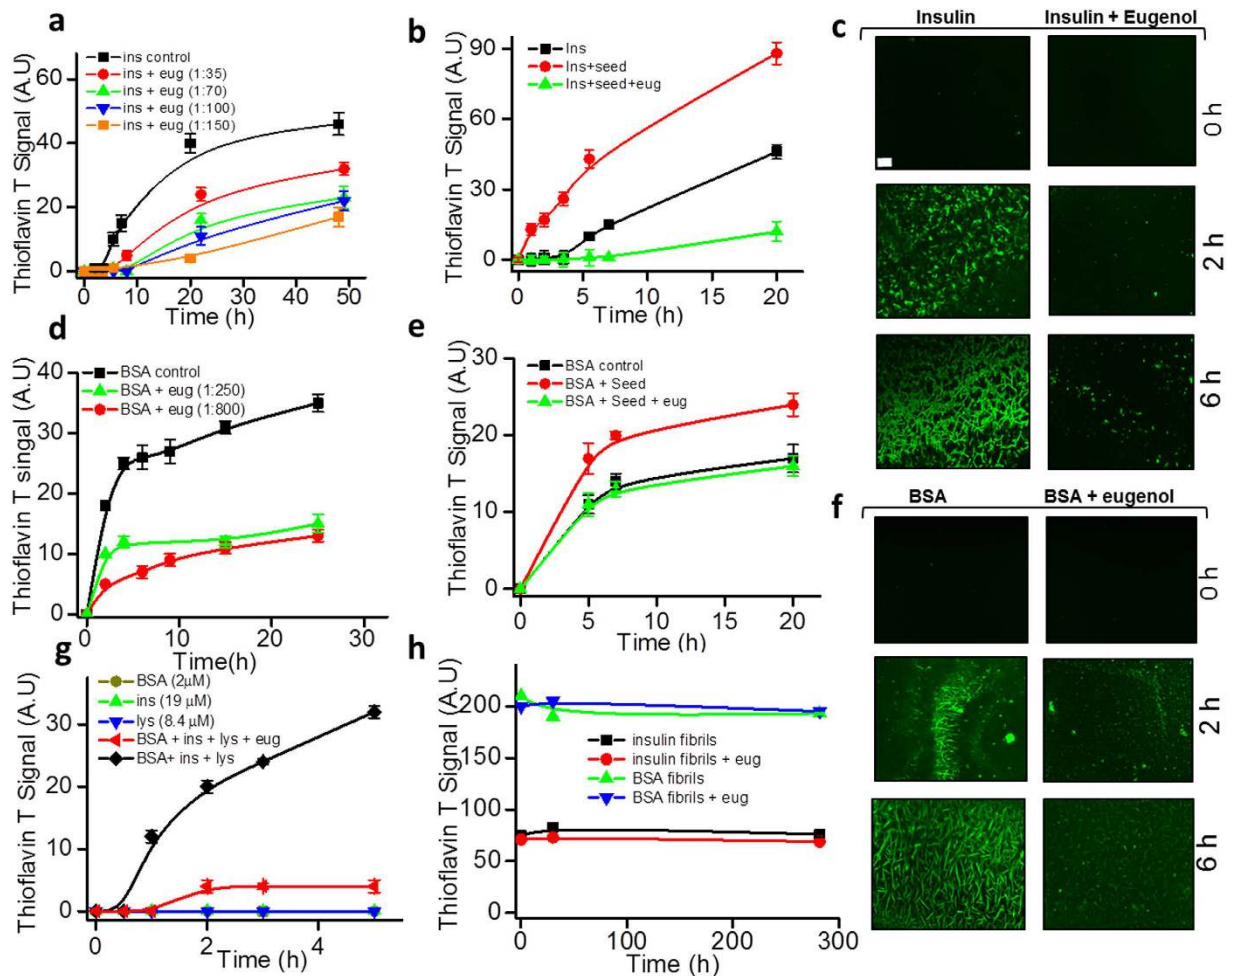 a
Thioflavin T Signal (A.U)
60
40
20
0
ins control
ins + eug (1:35)
ins + eug (1:70)
ins + eug (1:100)
ins + eug (1:150)
0 10 20 30 40 50
Time (h)
b
Thioflavin T Signal (A.U)
90
60
30
0
Ins
Ins+seed
Ins+seed+eug
0 5 10 15 20
Time (h)
c
Insulin Insulin + Eugenol
0 h
2 h
6 h
d
Thioflavin T singal (A.U)
40
30
20
10
0
BSA control
BSA + eug (1:250)
BSA + eug (1:800)
0 10 20 30
Time(h)
e
Thioflavin T Signal (A.U)
30
20
10
0
BSA control
BSA + Seed
BSA + Seed + eug
0 5 10 15 20
Time (h)
f
BSA BSA + eugenol
0 h
2 h
6 h
g
Thioflavin T Signal (A.U)
30
20
10
0
BSA (2µM)
ins (19 µM)
lys (8.4 µM)
BSA + ins + lys + eug
BSA+ ins + lys
0 2 4
Time (h)
h
Thioflavin T Signal (A.U)
200
150
100
50
0
insulin fibrils
insulin fibrils + eug
BSA fibrils
BSA fibrils + eug
0 100 200 300
Time (h)